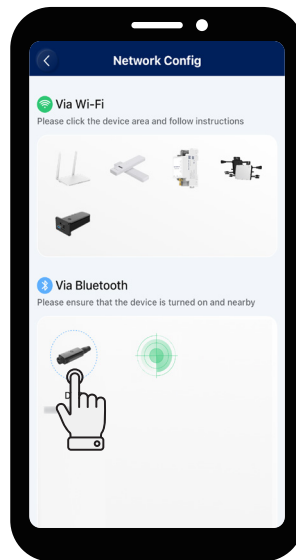 Network Config
Via Wi-Fi
Please click the device area and follow instructions
Via Bluetooth
Please ensure that the device is turned on and nearby